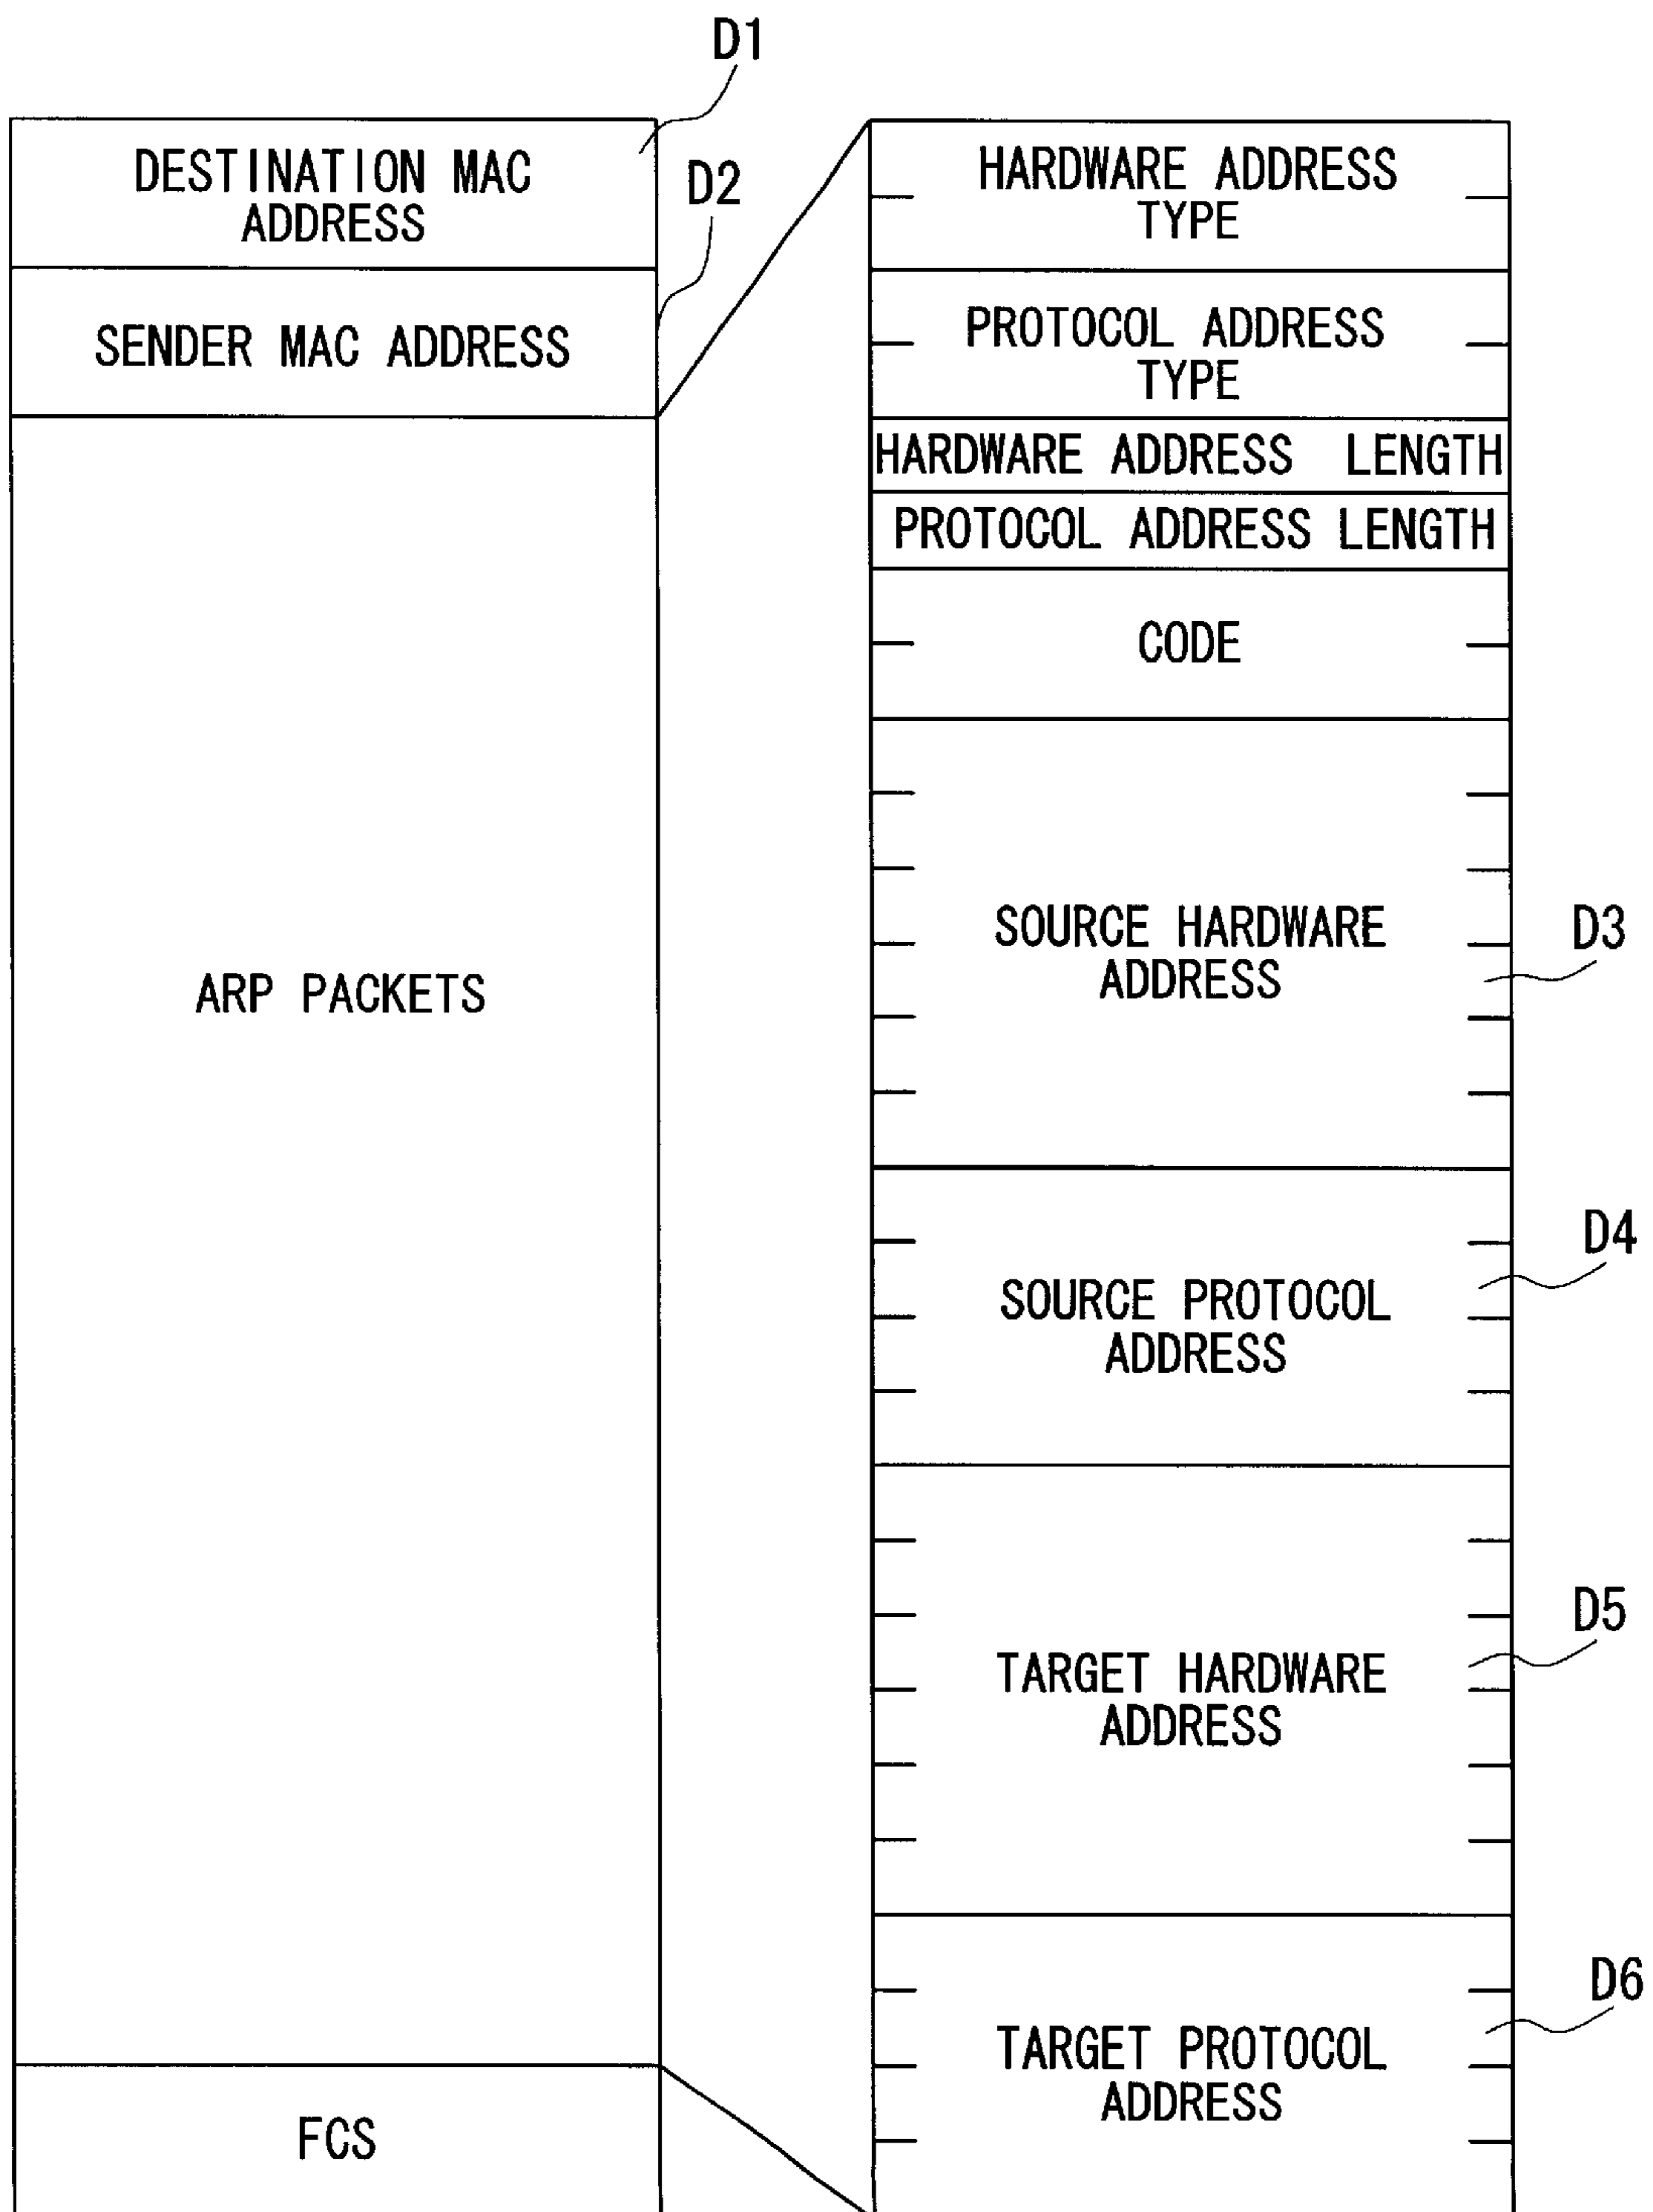 D1
DESTINATION MAC
ADDRESS
D2
SENDER MAC ADDRESS
ARP PACKETS
FCS
HARDWARE ADDRESS
TYPE
PROTOCOL ADDRESS
TYPE
HARDWARE ADDRESS LENGTH
PROTOCOL ADDRESS LENGTH
CODE
SOURCE HARDWARE
ADDRESS
D3
SOURCE PROTOCOL
ADDRESS
D4
TARGET HARDWARE
ADDRESS
D5
TARGET PROTOCOL
ADDRESS
D6